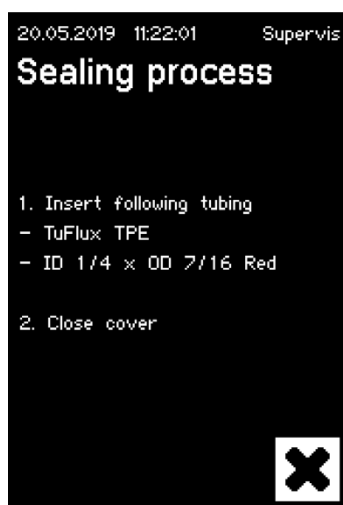 20.05.2019 11:22:01 Supervis
Sealing process
1. Insert following tubing
- TuFlux TPE
- ID 1/4 x OD 7/16 Red
2. Close cover